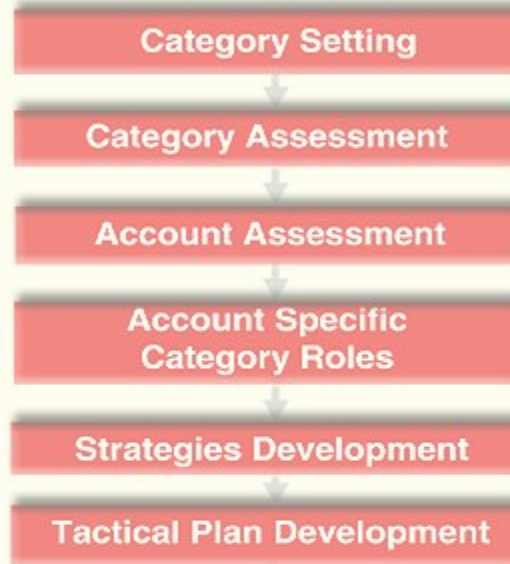 Category Setting
Category Assessment
Account Assessment
Account Specific
Category Roles
Strategies Development
Tactical Plan Development